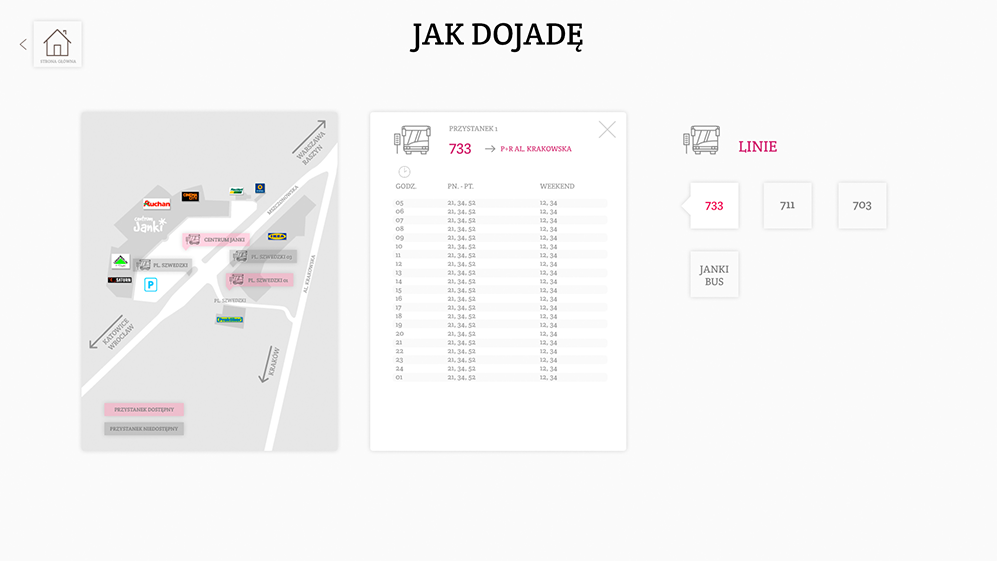 JAK DOJADĘ
STRONA GŁÓWNA
WARSZAWA
RASZYN
MSZCZONOWSKA
Auchan
CINEMA CITY
centrum
Janki
CENTRUM JANKI
IKEA
PL. SZWEDZKI 03
PL. SZWEDZKI
PL. SZWEDZKI 01
SATURN
P
PL. SZWEDZKI
AL. KRAKOWSKA
Praktiker
KATOWICE
WROCŁAW
KRAKÓW
PRZYSTANEK DOSTĘPNY
PRZYSTANEK NIEDOSTĘPNY
PRZYSTANEK 1
733 → P+R AL. KRAKOWSKA
GODZ. PN. - PT. WEEKEND
05 21, 34, 52 12, 34
06 21, 34, 52 12, 34
07 21, 34, 52 12, 34
08 21, 34, 52 12, 34
09 21, 34, 52 12, 34
10 21, 34, 52 12, 34
11 21, 34, 52 12, 34
12 21, 34, 52 12, 34
13 21, 34, 52 12, 34
14 21, 34, 52 12, 34
15 21, 34, 52 12, 34
16 21, 34, 52 12, 34
17 21, 34, 52 12, 34
18 21, 34, 52 12, 34
19 21, 34, 52 12, 34
20 21, 34, 52 12, 34
21 21, 34, 52 12, 34
22 21, 34, 52 12, 34
23 21, 34, 52 12, 34
24 21, 34, 52 12, 34
01 21, 34, 52 12, 34
LINIE
733 711 703
JANKI
BUS